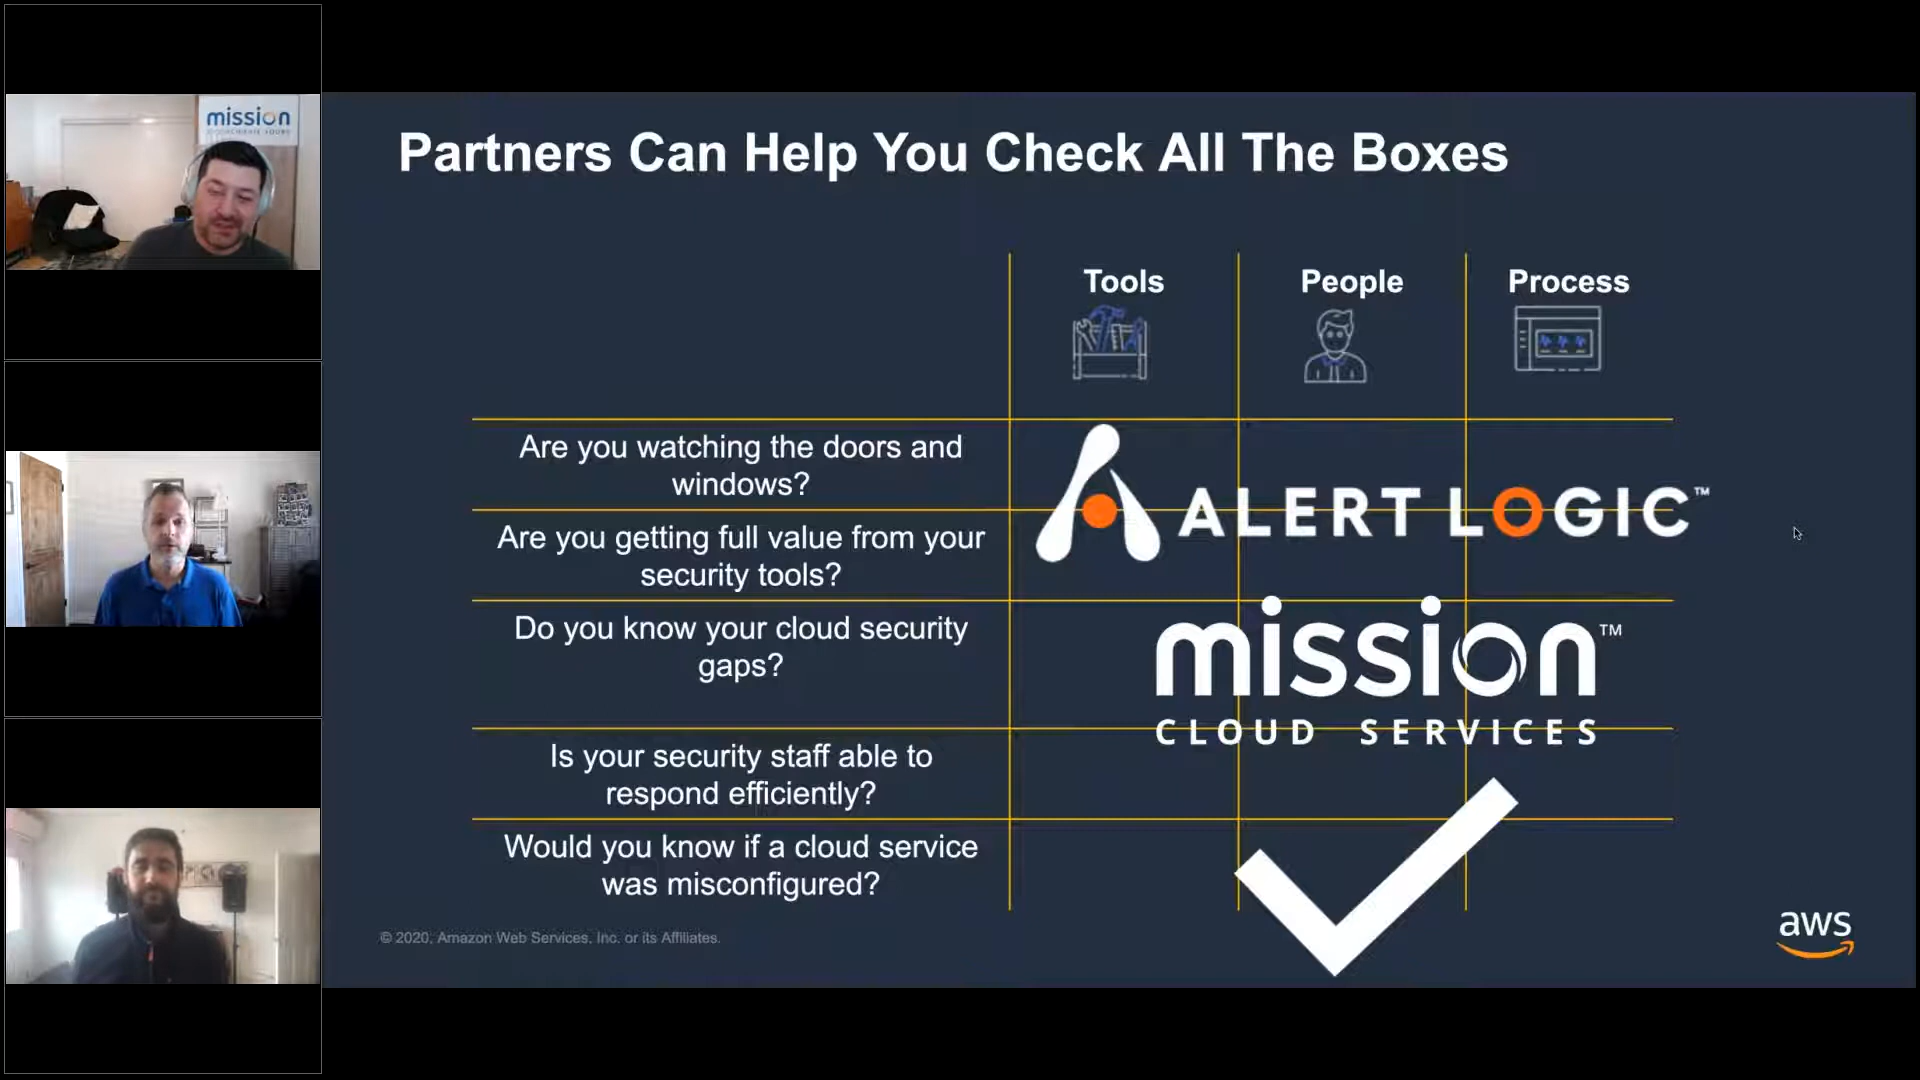 mission
Partners Can Help You Check All The Boxes
Tools
People
Process
Are you watching the doors and
windows?
Are you getting full value from your
security tools?
Do you know your cloud security
gaps?
Is your security staff able to
respond efficiently?
Would you know if a cloud service
was misconfigured?
ALERT LOGIC™
mission™
CLOUD SERVICES
© 2020, Amazon Web Services, Inc. or its Affiliates.
aws